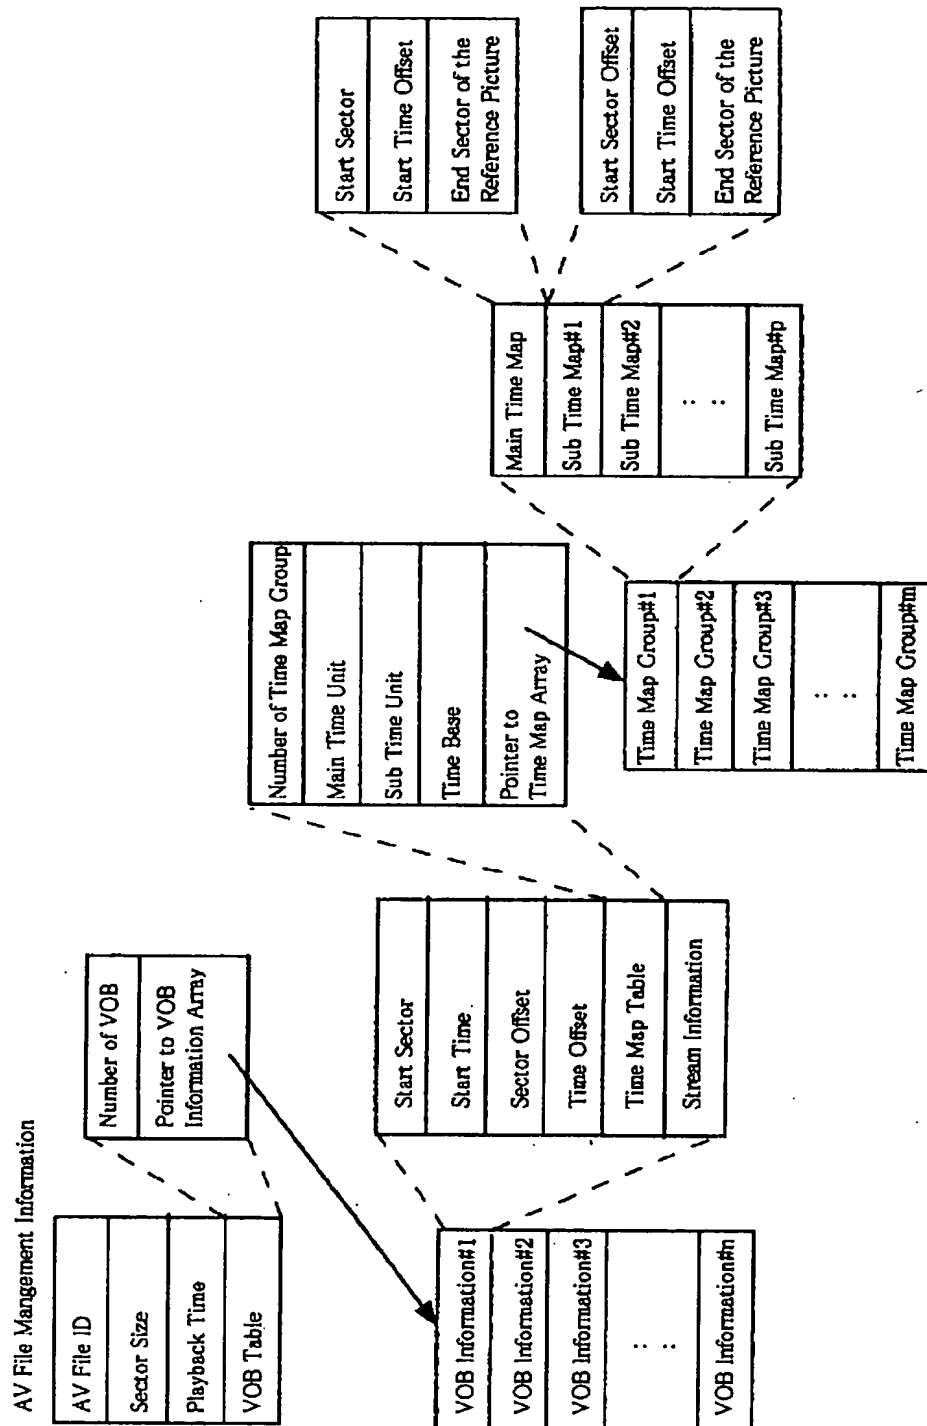 AV File Mangement Information
AV File ID
Sector Size
Playback Time
VOB Table
Number of VOB
Pointer to VOB
Information Array
VOB Information#1
VOB Information#2
VOB Information#3
: :
VOB Information#n
Start Sector
Start Time
Sector Offset
Time Offset
Time Map Table
Stream Information
Number of Time Map Group
Main Time Unit
Sub Time Unit
Time Base
Pointer to
Time Map Array
Time Map Group#1
Time Map Group#2
Time Map Group#3
: :
Time Map Group#m
Main Time Map
Sub Time Map#1
Sub Time Map#2
: :
Sub Time Map#p
Start Sector
Start Time Offset
End Sector of the
Reference Picture
Start Sector Offset
Start Time Offset
End Sector of the
Reference Picture